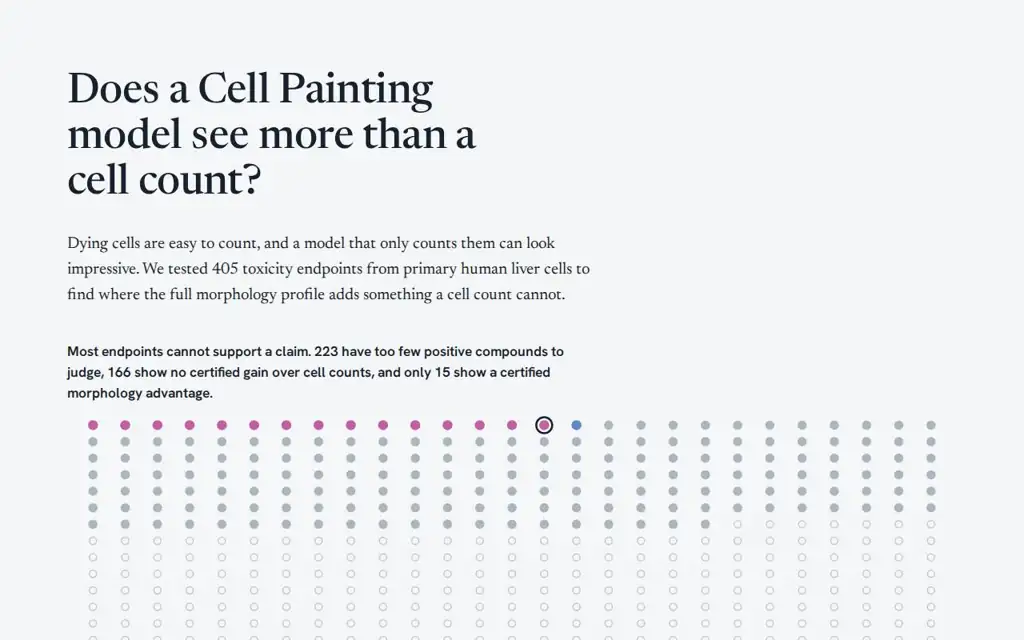 Does a Cell Painting
model see more than a
cell count?
Dying cells are easy to count, and a model that only counts them can look
impressive. We tested 405 toxicity endpoints from primary human liver cells to
find where the full morphology profile adds something a cell count cannot.
Most endpoints cannot support a claim. 223 have too few positive compounds to
judge, 166 show no certified gain over cell counts, and only 15 show a certified
morphology advantage.